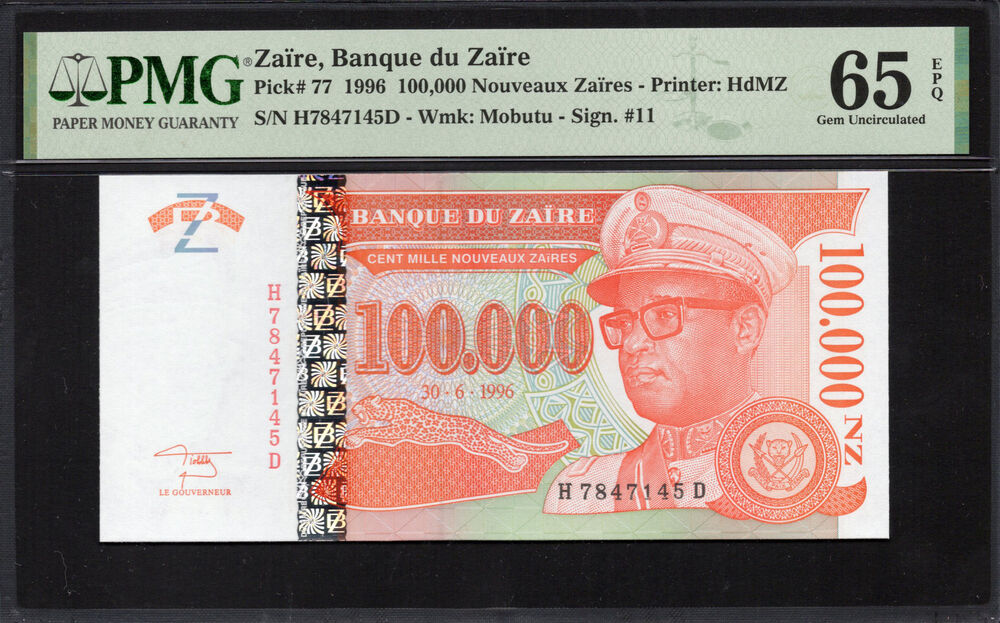 PMG®
PAPER MONEY GUARANTY
Zaïre, Banque du Zaïre
Pick# 77 1996 100,000 Nouveaux Zaïres - Printer: HdMZ
S/N H7847145D - Wmk: Mobutu - Sign. #11
65
EPQ
Gem Uncirculated
BANQUE DU ZAÏRE
CENT MILLE NOUVEAUX ZAïRES
100.000
30·6·1996
H7847145D
LE GOUVERNEUR
H7847145D
100.000 NZ